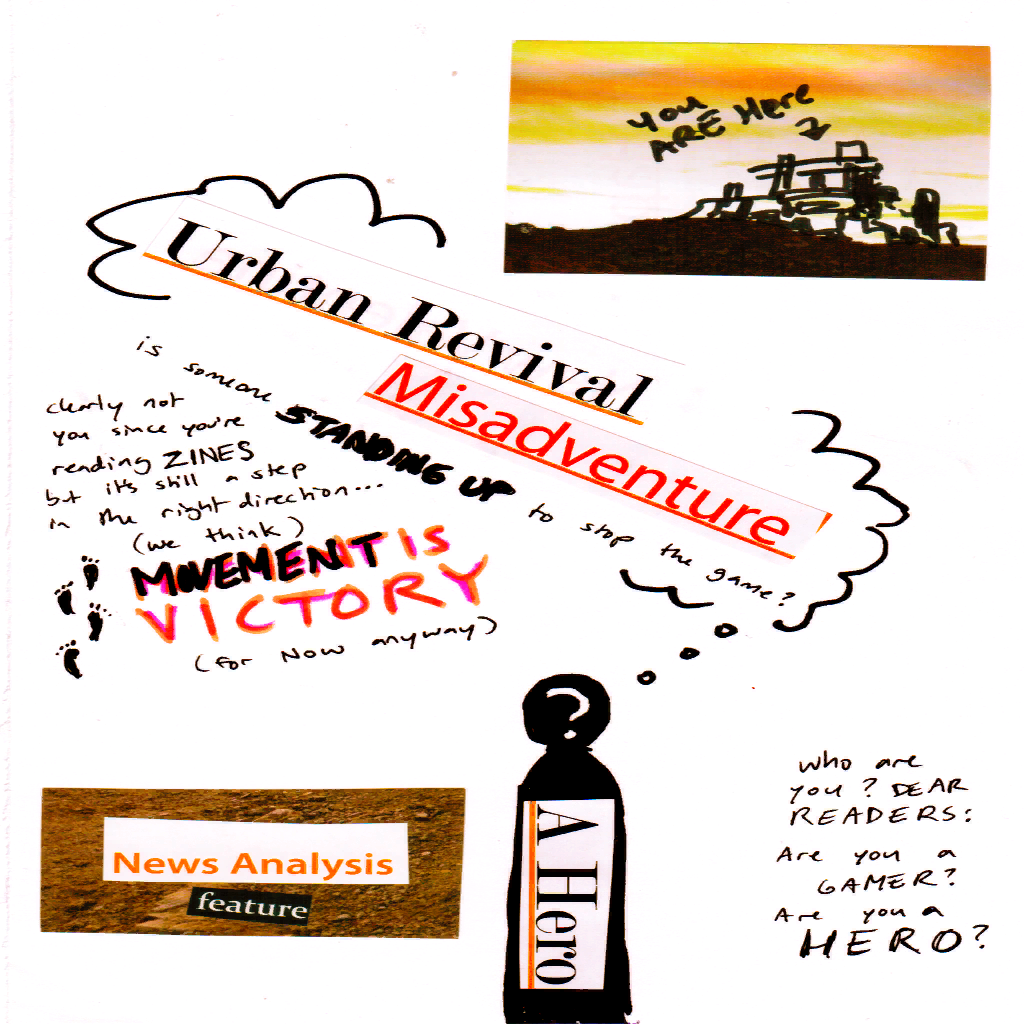 You
ARE Here
Urban Revival
Misadventure
is someone STANDING UP to stop the game?
clearly not
you since you're
reading ZINES
but it's still a step
in the right direction...
(we think)
MOVEMENT IS
VICTORY
(for Now anyway)
?
A Hero
News Analysis
feature
Who are
you? DEAR
READERS:
Are you a
GAMER?
Are you a
HERO?